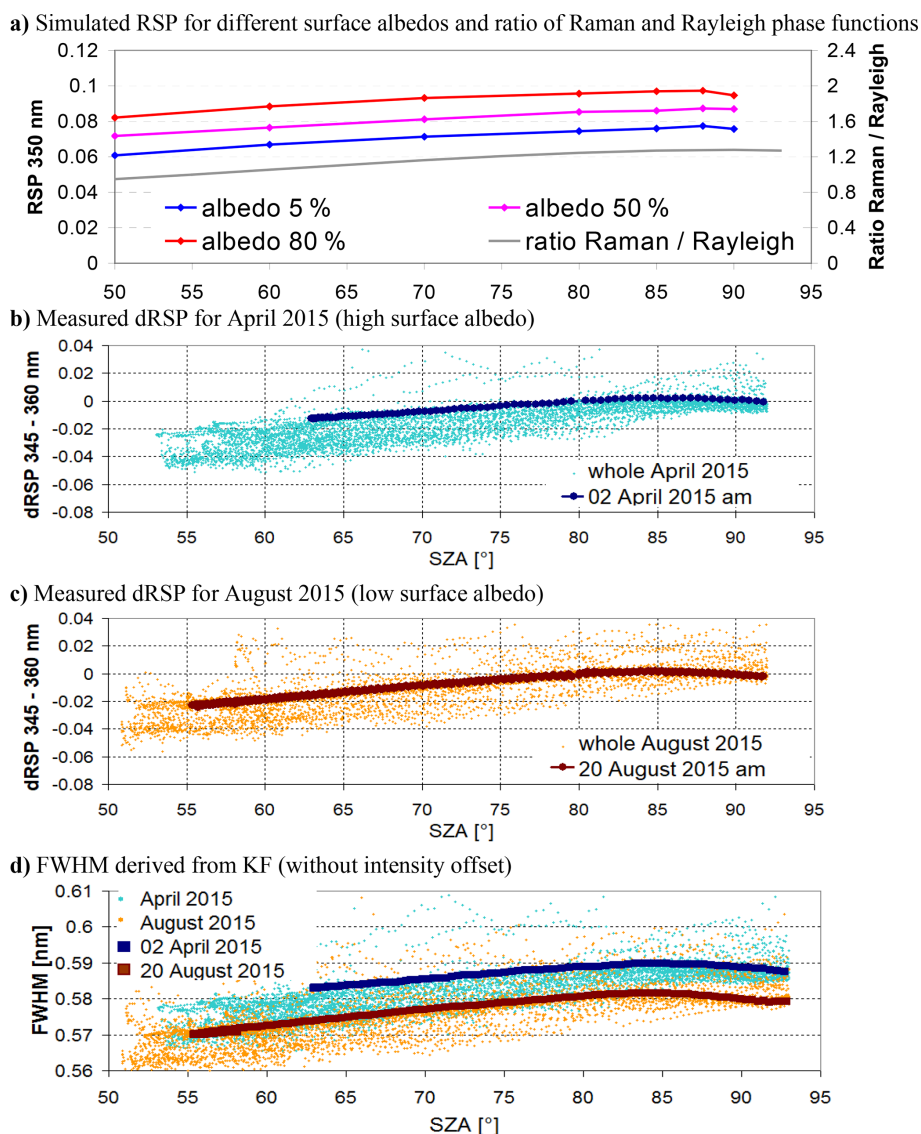 a) Simulated RSP for different surface albedos and ratio of Raman and Rayleigh phase functions
0.12
0.1
0.08
0.06
0.04
0.02
0
RSP 350 nm
2.4
2
1.6
1.2
0.8
0.4
0
Ratio Raman / Rayleigh
albedo 5 %
albedo 50 %
albedo 80 %
ratio Raman / Rayleigh
50 55 60 65 70 75 80 85 90 95
b) Measured dRSP for April 2015 (high surface albedo)
0.04
0.02
0
-0.02
-0.04
-0.06
-0.08
dRSP 345 - 360 nm
whole April 2015
02 April 2015 am
50 55 60 65 70 75 80 85 90 95
SZA [°]
c) Measured dRSP for August 2015 (low surface albedo)
0.04
0.02
0
-0.02
-0.04
-0.06
-0.08
dRSP 345 - 360 nm
whole August 2015
20 August 2015 am
50 55 60 65 70 75 80 85 90 95
SZA [°]
d) FWHM derived from KF (without intensity offset)
0.61
0.6
0.59
0.58
0.57
0.56
FWHM [nm]
April 2015
August 2015
02 April 2015
20 August 2015
50 55 60 65 70 75 80 85 90 95
SZA [°]